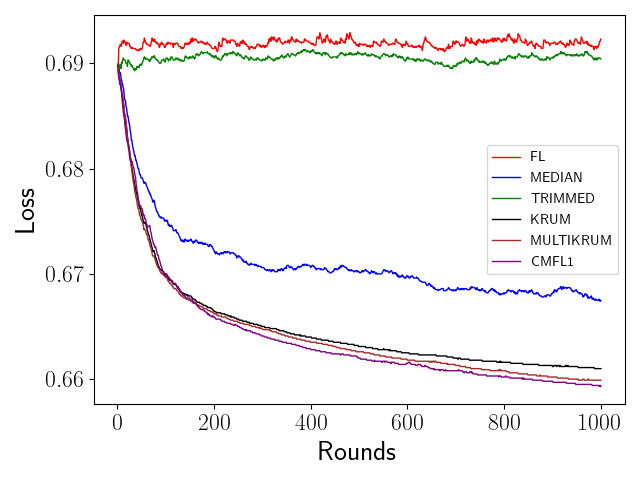 0.69
0.68
0.67
0.66
Loss
0
200
400
600
800
1000
Rounds
FL
MEDIAN
TRIMMED
KRUM
MULTIKRUM
CMFL1